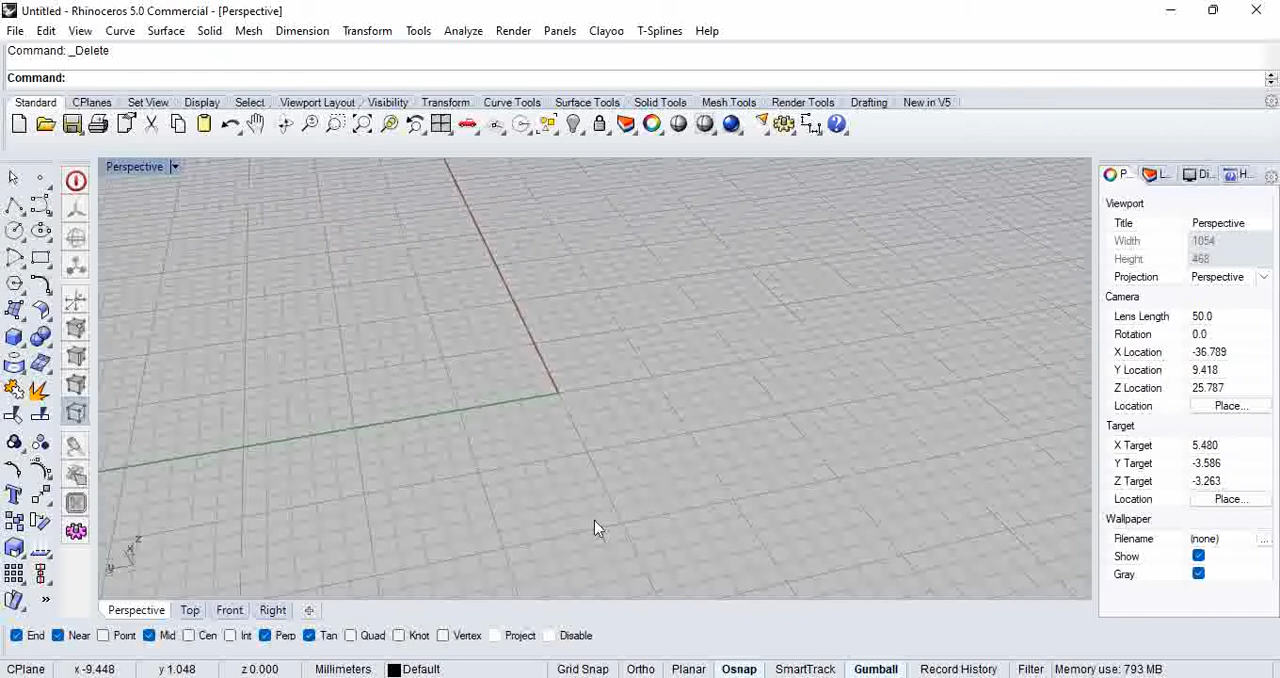 Untitled - Rhinoceros 5.0 Commercial - [Perspective]
File Edit View Curve Surface Solid Mesh Dimension Transform Tools Analyze Render Panels Clayoo T-Splines Help
Command: _Delete
Command:
Standard CPlanes Set View Display Select Viewport Layout Visibility Transform Curve Tools Surface Tools Solid Tools Mesh Tools Render Tools Drafting New in V5
Perspective
P... L... Di... H...
Viewport
Title Perspective
Width 1054
Height 468
Projection Perspective
Camera
Lens Length 50.0
Rotation 0.0
X Location -36.789
Y Location 9.418
Z Location 25.787
Location Place...
Target
X Target 5.480
Y Target -3.586
Z Target -3.263
Location Place...
Wallpaper
Filename (none) ...
Show
Gray
z
x
y
Perspective Top Front Right
End Near Point Mid Cen Int Perp Tan Quad Knot Vertex Project Disable
CPlane x -9.448 y 1.048 z 0.000 Millimeters Default Grid Snap Ortho Planar Osnap SmartTrack Gumball Record History Filter Memory use: 793 MB